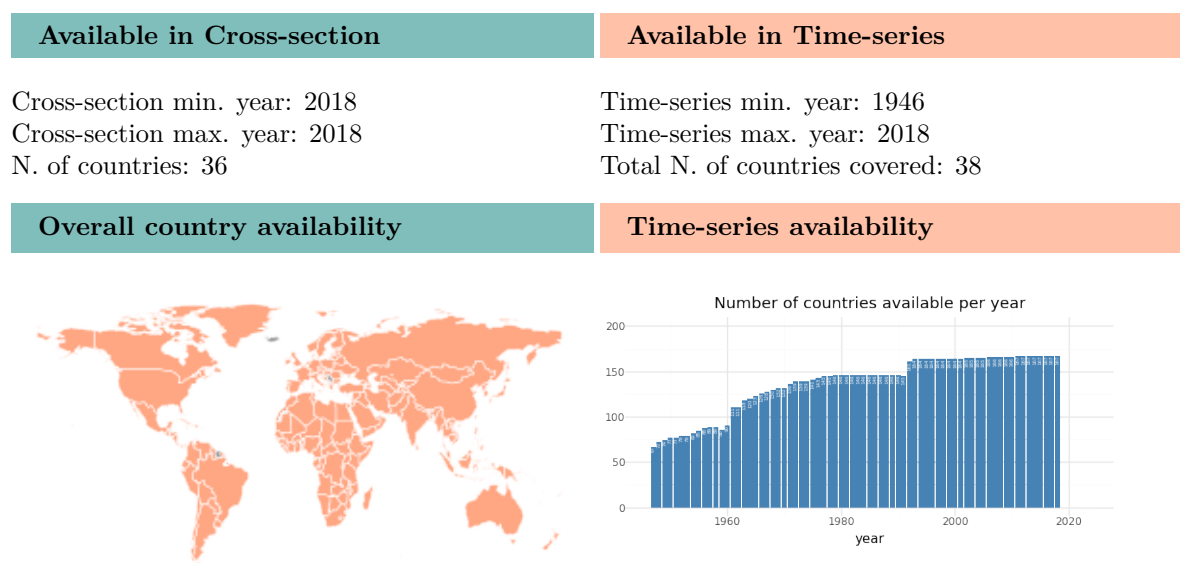 Available in Cross-section
Available in Time-series
Cross-section min. year: 2018
Cross-section max. year: 2018
N. of countries: 36
Time-series min. year: 1946
Time-series max. year: 2018
Total N. of countries covered: 38
Overall country availability
Time-series availability
Number of countries available per year
200
150
100
50
0
1960
1980
2000
2020
year